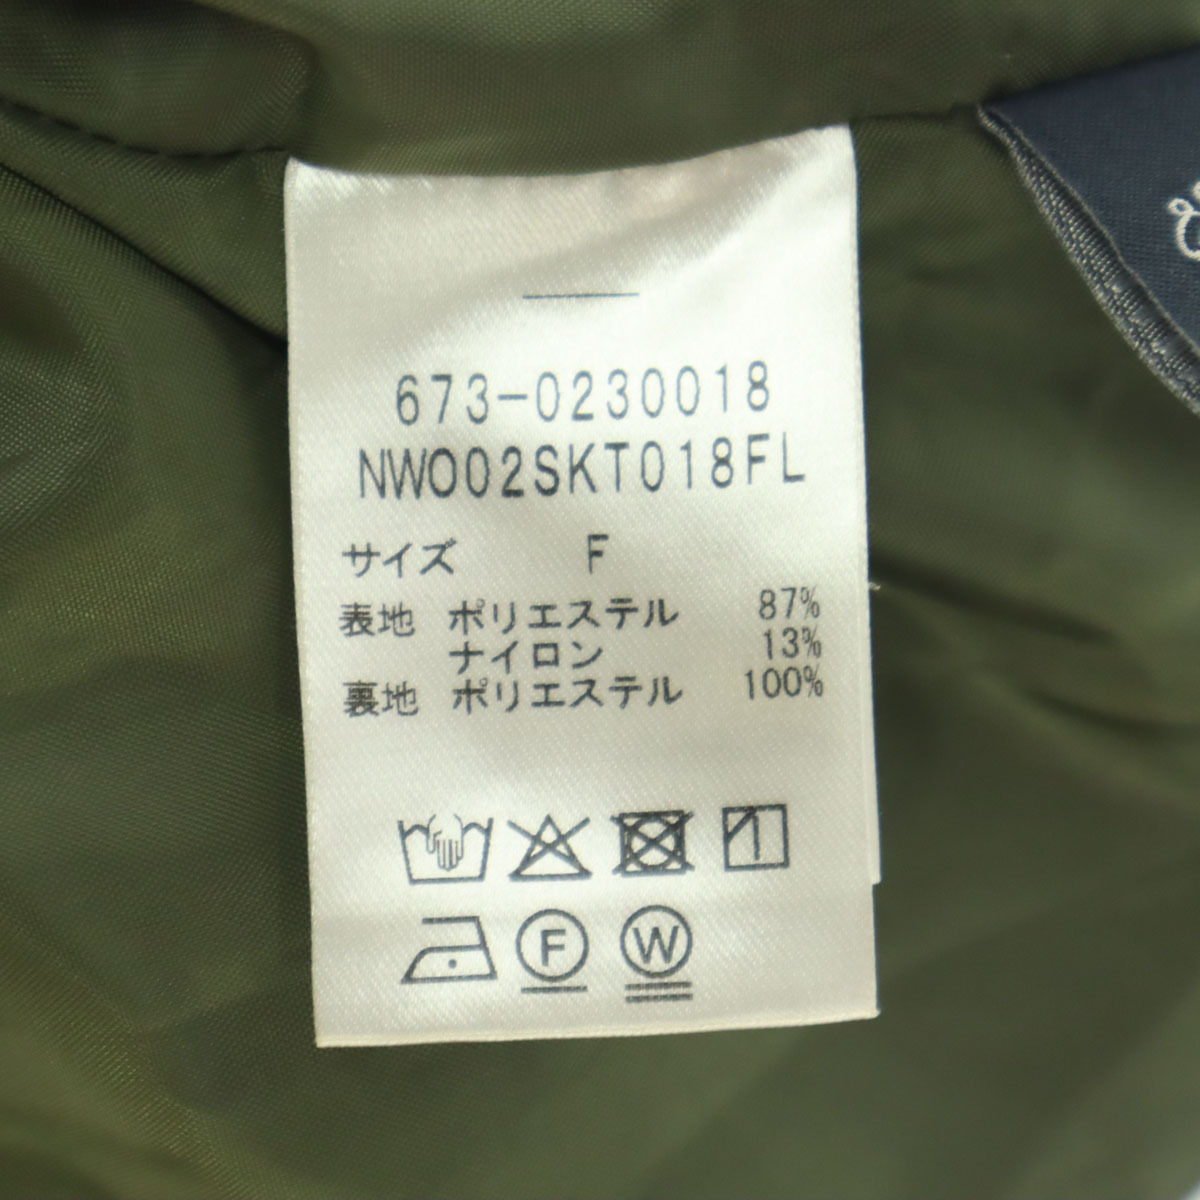 673-0230018
NWO02SKT018FL
サイズ F
表地 ポリエステル 87%
ナイロン 13%
裏地 ポリエステル 100%
F W